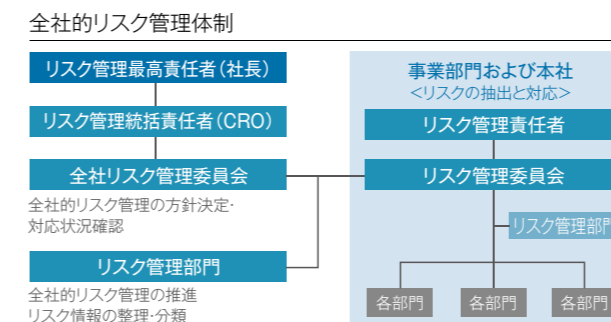 全社的リスク管理体制
リスク管理最高責任者（社長）
リスク管理統括責任者（CRO）
全社リスク管理委員会
全社的リスク管理の方針決定・
対応状況確認
リスク管理部門
全社的リスク管理の推進
リスク情報の整理・分類
事業部門および本社
＜リスクの抽出と対応＞
リスク管理責任者
リスク管理委員会
リスク管理部門
各部門
各部門
各部門